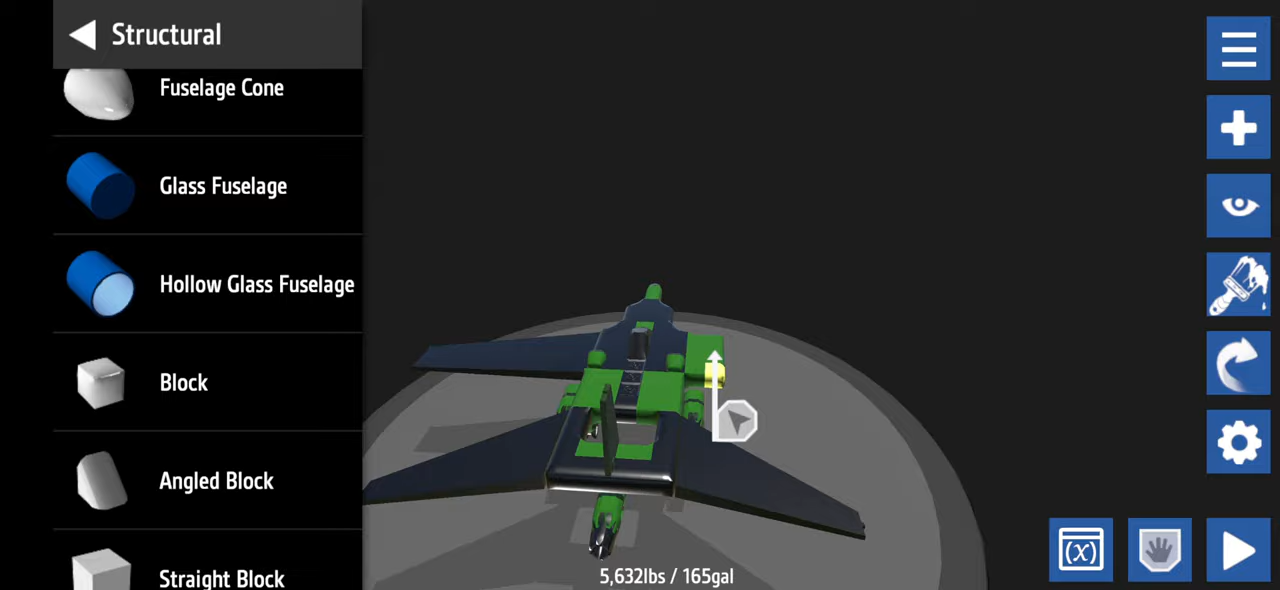 Structural
Fuselage Cone
Glass Fuselage
Hollow Glass Fuselage
Block
Angled Block
Straight Block
(x)
5,632lbs / 165gal